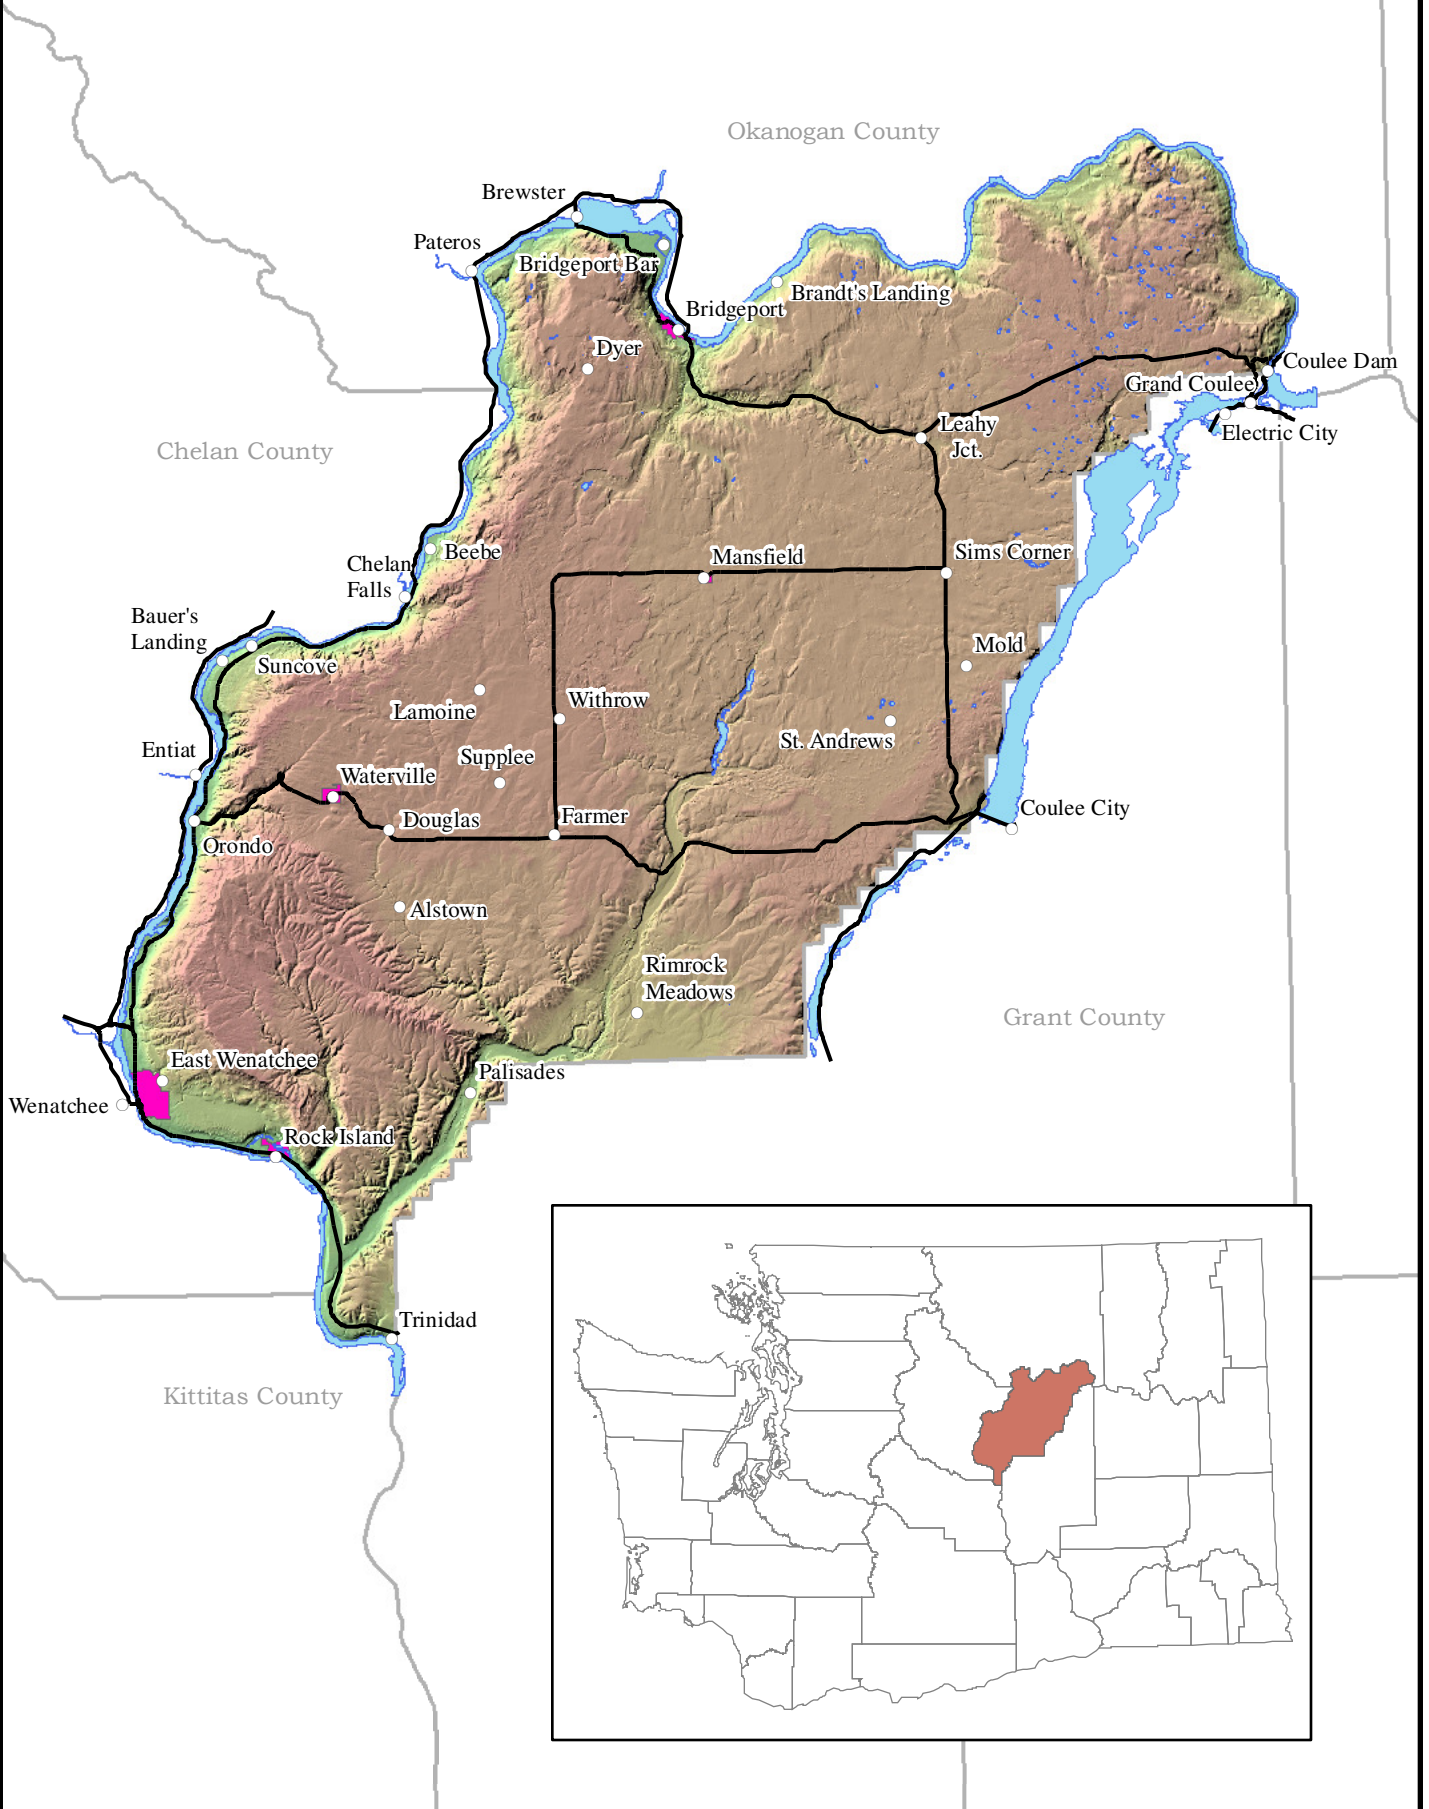 Okanogan County
Brewster
Pateros
Bridgeport Bar
Brandt's Landing
Bridgeport
Dyer
Coulee Dam
Grand Coulee
Leahy
Jct.
Electric City
Chelan County
Beebe
Mansfield
Sims Corner
Chelan
Falls
Bauer's
Landing
Suncove
Mold
Lamoine
Withrow
St. Andrews
Entiat
Supplee
Waterville
Coulee City
Douglas
Farmer
Orondo
Alstown
Rimrock
Meadows
Grant County
East Wenatchee
Palisades
Wenatchee
Rock Island
Trinidad
Kittitas County